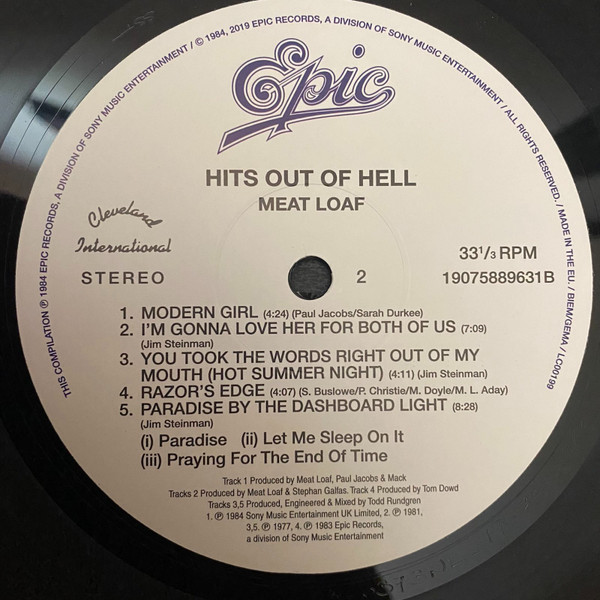 THIS COMPILATION ℗ 1984 EPIC RECORDS, A DIVISION OF SONY MUSIC ENTERTAINMENT / © 1984, 2019 EPIC RECORDS, A DIVISION OF SONY MUSIC ENTERTAINMENT / ALL RIGHTS RESERVED. / MADE IN THE EU. / BIEM/GEMA / LC00199
Epic
HITS OUT OF HELL
MEAT LOAF
Cleveland
International
STEREO
2
33 1/3 RPM
19075889631B
1. MODERN GIRL (4:24) (Paul Jacobs/Sarah Durkee)
2. I'M GONNA LOVE HER FOR BOTH OF US (7:09)
(Jim Steinman)
3. YOU TOOK THE WORDS RIGHT OUT OF MY
MOUTH (HOT SUMMER NIGHT) (4:11) (Jim Steinman)
4. RAZOR'S EDGE (4:07) (S. Buslowe/P. Christie/M. Doyle/M. L. Aday)
5. PARADISE BY THE DASHBOARD LIGHT (8:28)
(Jim Steinman)
(i) Paradise (ii) Let Me Sleep On It
(iii) Praying For The End Of Time
Track 1 Produced by Meat Loaf, Paul Jacobs & Mack
Tracks 2 Produced by Meat Loaf & Stephan Galfas. Track 4 Produced by Tom Dowd
Tracks 3,5 Produced, Engineered & Mixed by Todd Rundgren
1. ℗ 1984 Sony Music Entertainment UK Limited, 2. ℗ 1981,
3,5. ℗ 1977, 4. ℗ 1983 Epic Records,
a division of Sony Music Entertainment